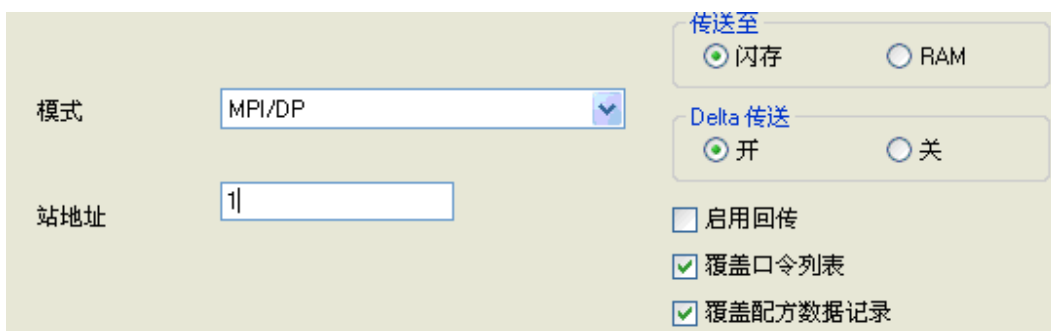 模式
MPI/DP
站地址
1
传送至
闪存
RAM
Delta 传送
开
关
启用回传
覆盖口令列表
覆盖配方数据记录